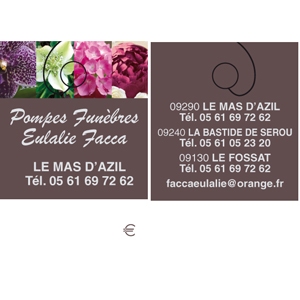 Pompes Funèbres
Eulalie Facca
LE MAS D'AZIL
Tél. 05 61 69 72 62
09290 LE MAS D'AZIL
Tél. 05 61 69 72 62
09240 LA BASTIDE DE SEROU
Tél. 05 61 05 23 20
09130 LE FOSSAT
Tél. 05 61 69 72 62
faccaeulalie@orange.fr
€